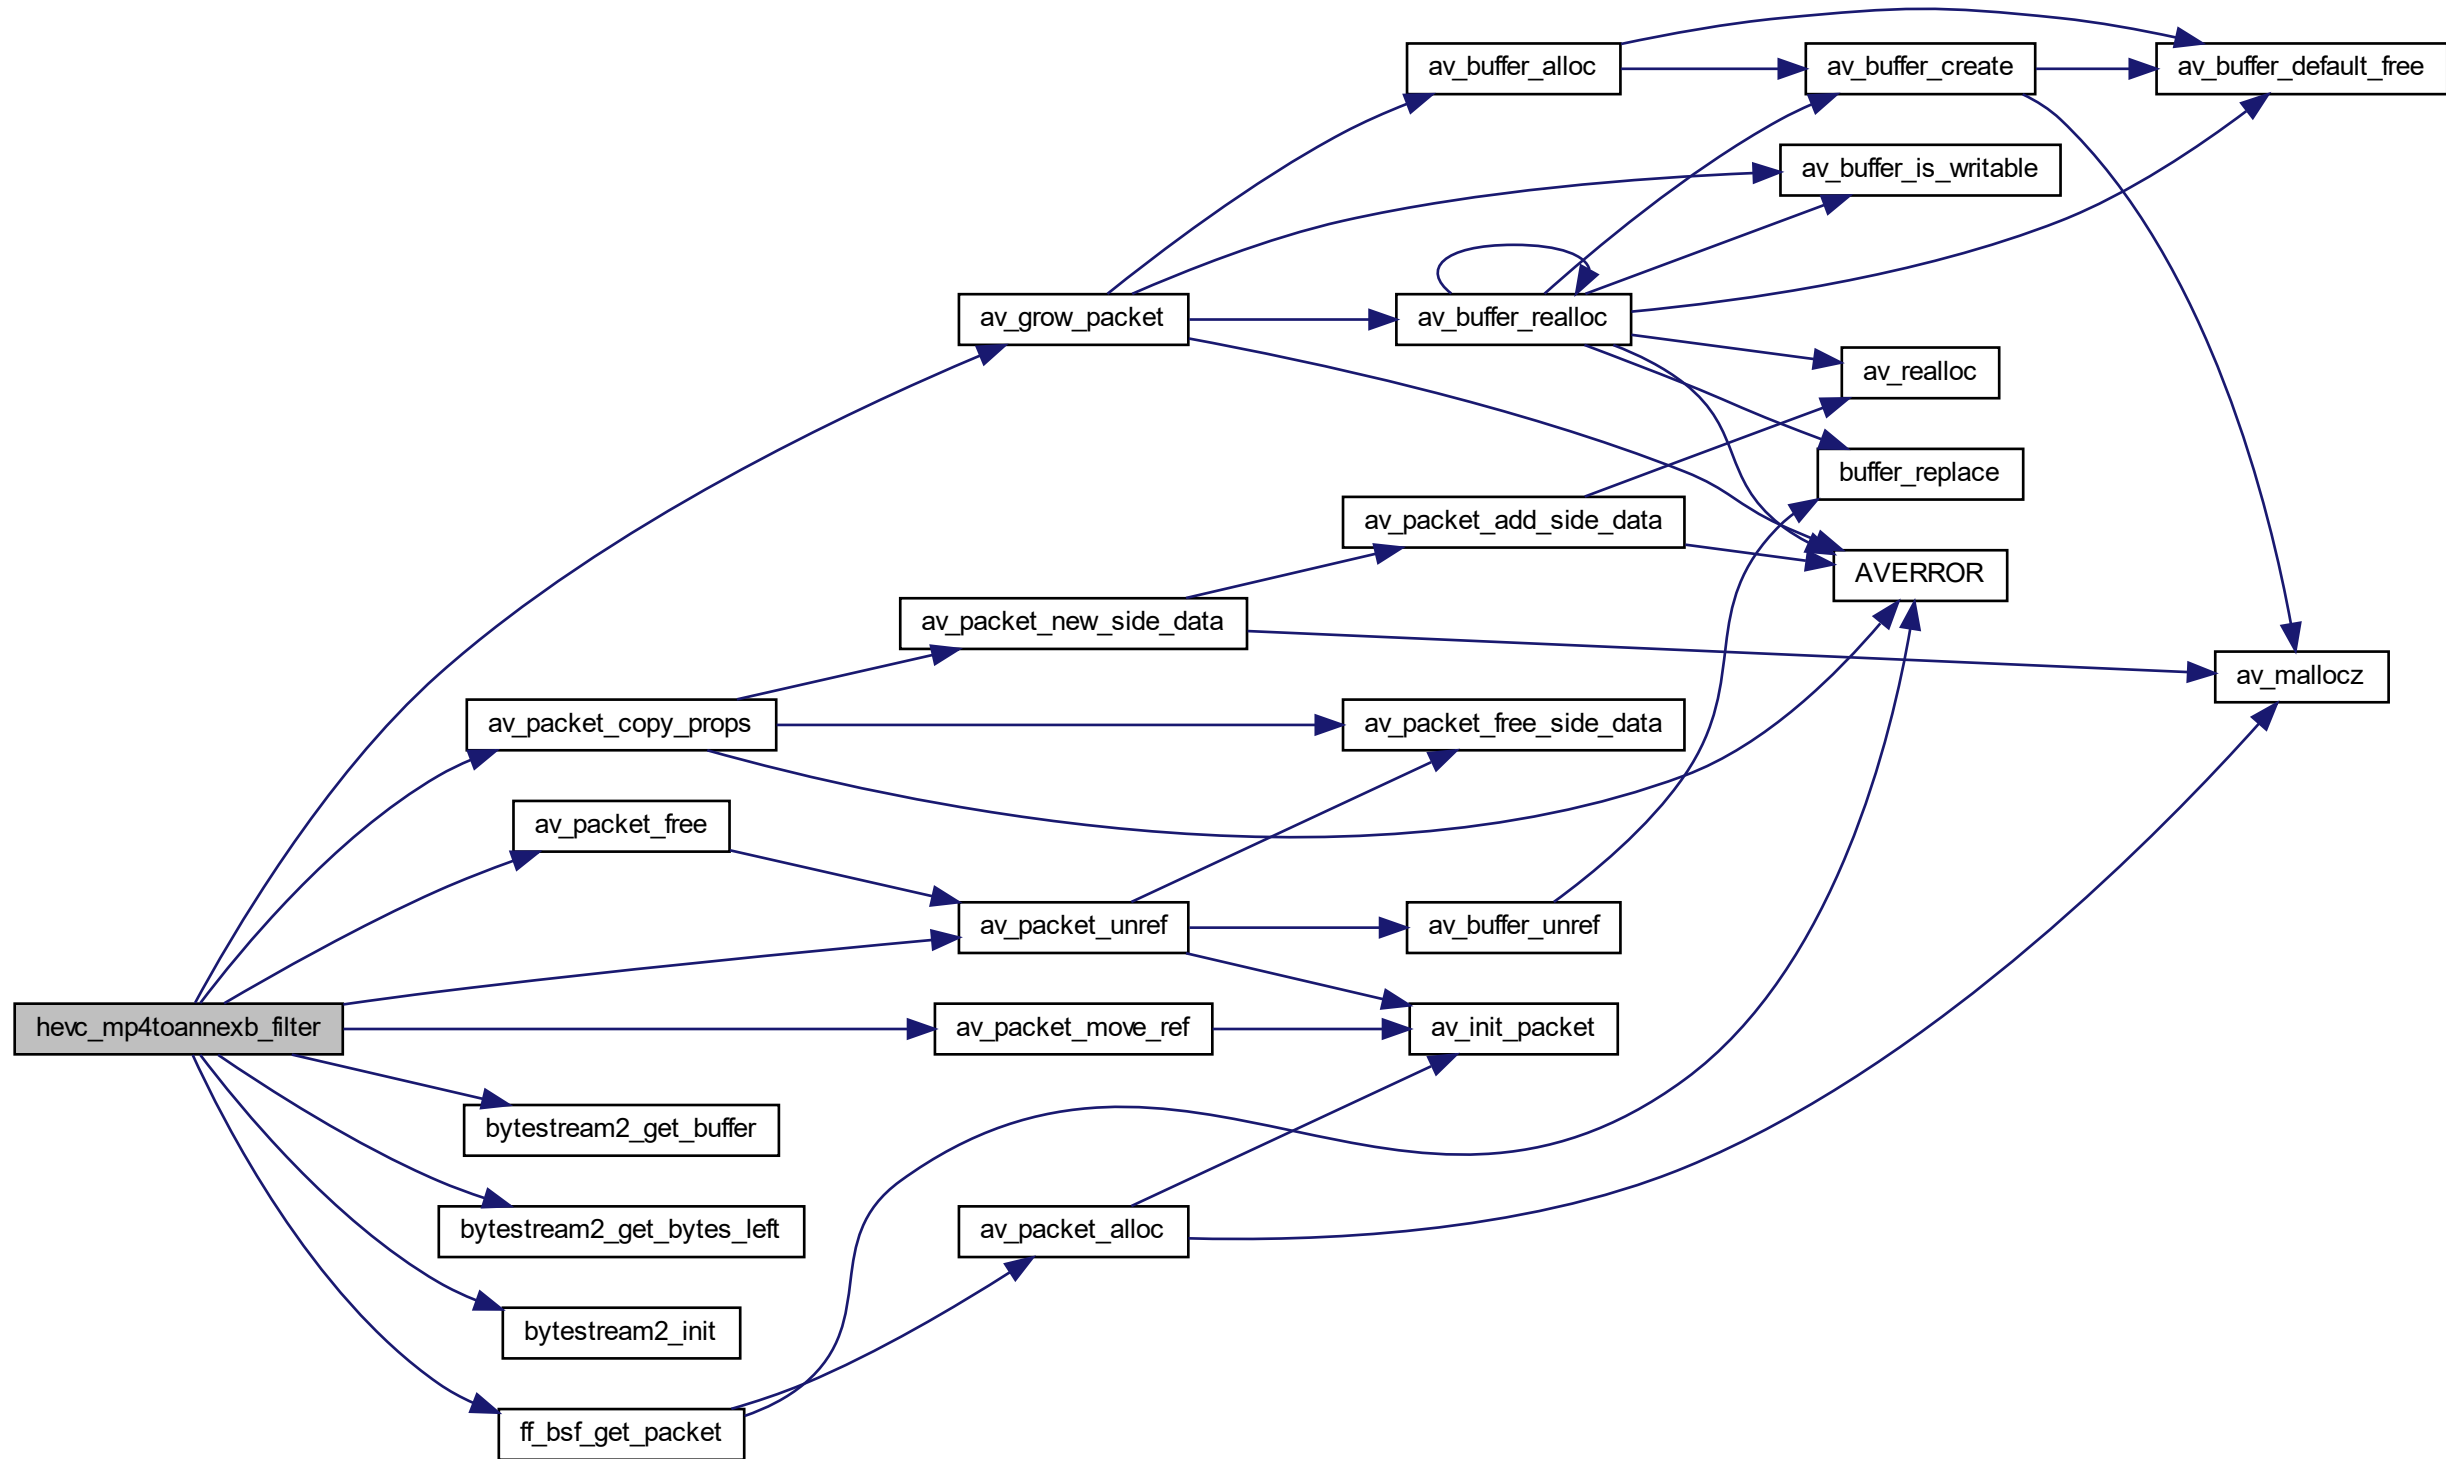 av_buffer_alloc
av_buffer_create
av_buffer_default_free
av_buffer_is_writable
av_grow_packet
av_buffer_realloc
av_realloc
buffer_replace
av_packet_add_side_data
AVERROR
av_packet_new_side_data
av_mallocz
av_packet_copy_props
av_packet_free_side_data
av_packet_free
av_packet_unref
av_buffer_unref
hevc_mp4toannexb_filter
av_packet_move_ref
av_init_packet
bytestream2_get_buffer
bytestream2_get_bytes_left
av_packet_alloc
bytestream2_init
ff_bsf_get_packet